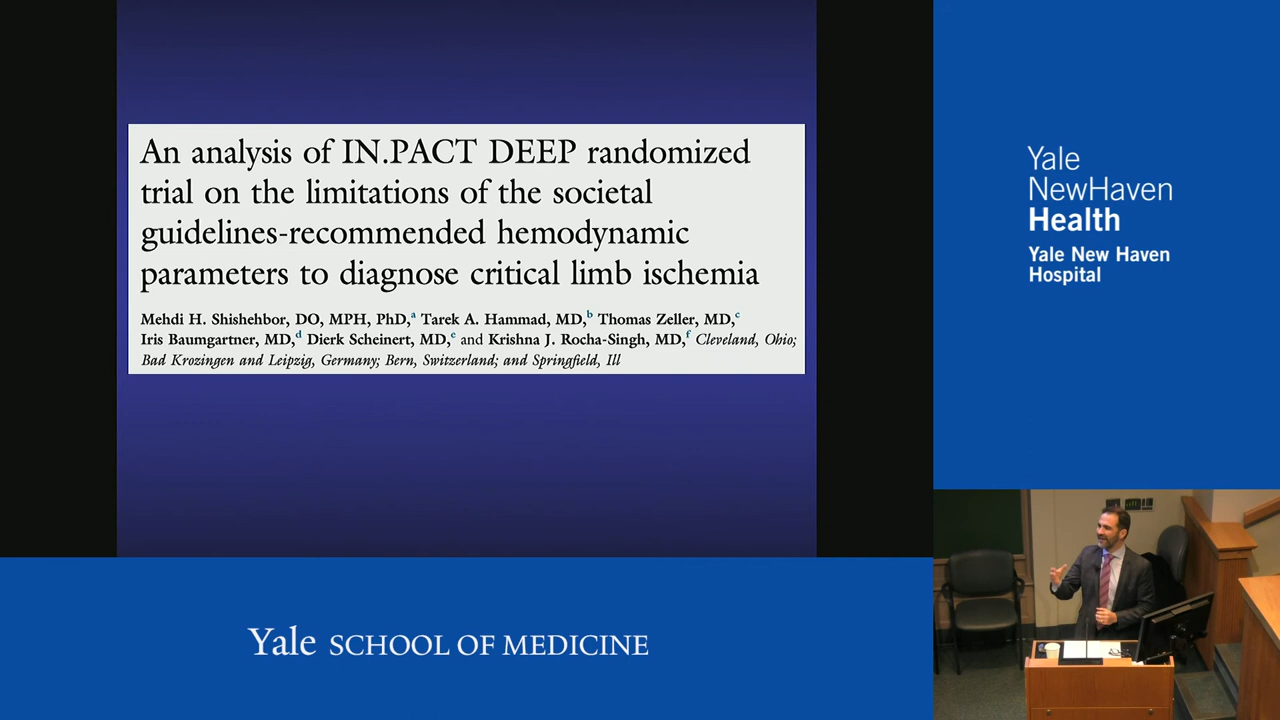 An analysis of IN.PACT DEEP randomized
trial on the limitations of the societal
guidelines-recommended hemodynamic
parameters to diagnose critical limb ischemia
Mehdi H. Shishehbor, DO, MPH, PhD,a Tarek A. Hammad, MD,b Thomas Zeller, MD,c
Iris Baumgartner, MD,d Dierk Scheinert, MD,e and Krishna J. Rocha-Singh, MD,f Cleveland, Ohio;
Bad Krozingen and Leipzig, Germany; Bern, Switzerland; and Springfield, Ill
Yale
NewHaven
Health
Yale New Haven
Hospital
Yale SCHOOL OF MEDICINE